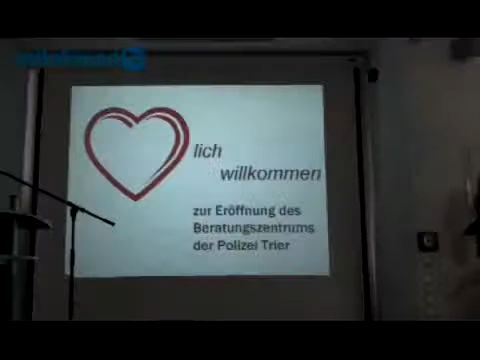 lich
willkommen
zur Eröffnung des
Beratungszentrums
der Polizei Trier